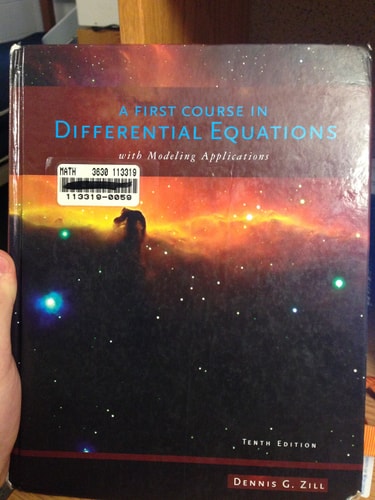 A FIRST COURSE IN
DIFFERENTIAL EQUATIONS
with Modeling Applications
MATH 3630 113319
113319-0059
TENTH EDITION
DENNIS G. ZILL